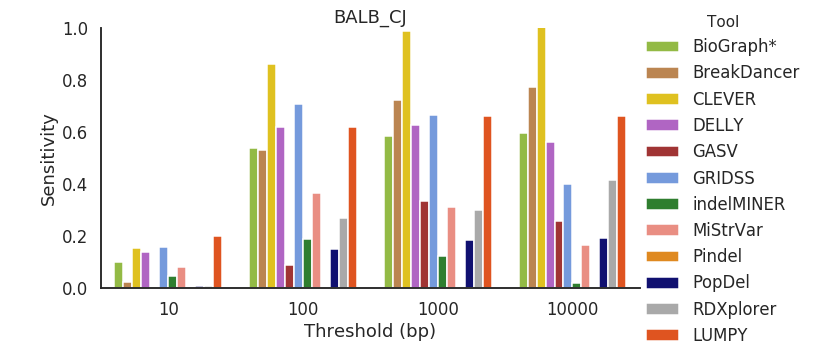 BALB_CJ
Tool
BioGraph*
BreakDancer
CLEVER
DELLY
GASV
GRIDSS
indelMINER
MiStrVar
Pindel
PopDel
RDXplorer
LUMPY
Sensitivity
1.0
0.8
0.6
0.4
0.2
0.0
10 100 1000 10000
Threshold (bp)